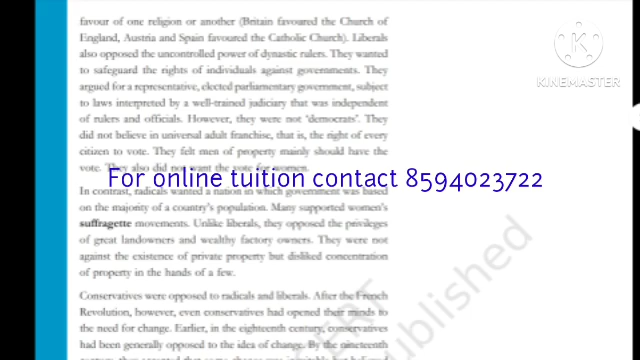 favour of one religion or another (Britain favoured the Church of
England, Austria and Spain favoured the Catholic Church). Liberals
also opposed the uncontrolled power of dynastic rulers. They wanted
to safeguard the rights of individuals against governments. They
argued for a representative, elected parliamentary government, subject
to laws interpreted by a well-trained judiciary that was independent
of rulers and officials. However, they were not ‘democrats’. They
did not believe in universal adult franchise, that is, the right of every
citizen to vote. They felt men of property mainly should have the
vote. They also did not want the vote for women.
For online tuition contact 8594023722
In contrast, radicals wanted a nation in which government was based
on the majority of a country’s population. Many supported women’s
suffragette movements. Unlike liberals, they opposed the privileges
of great landowners and wealthy factory owners. They were not
against the existence of private property but disliked concentration
of property in the hands of a few.
Conservatives were opposed to radicals and liberals. After the French
Revolution, however, even conservatives had opened their minds to
the need for change. Earlier, in the eighteenth century, conservatives
had been generally opposed to the idea of change. By the nineteenth
KINEMASTER
published